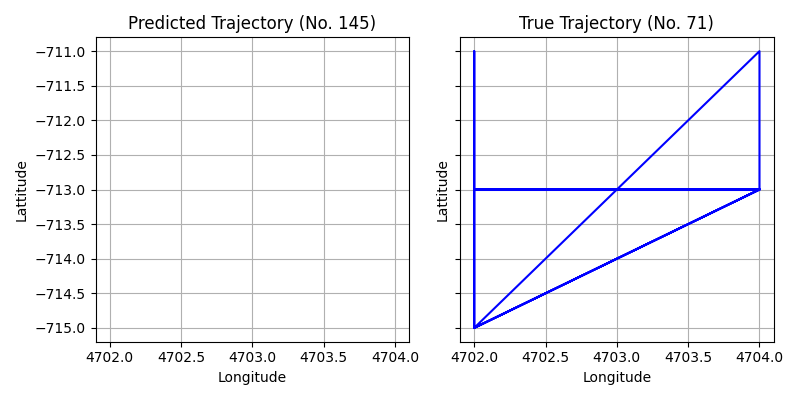 Predicted Trajectory (No. 145)
True Trajectory (No. 71)
Lattitude
−711.0
−711.5
−712.0
−712.5
−713.0
−713.5
−714.0
−714.5
−715.0
4702.0 4702.5 4703.0 4703.5 4704.0
Longitude
Lattitude
4702.0 4702.5 4703.0 4703.5 4704.0
Longitude